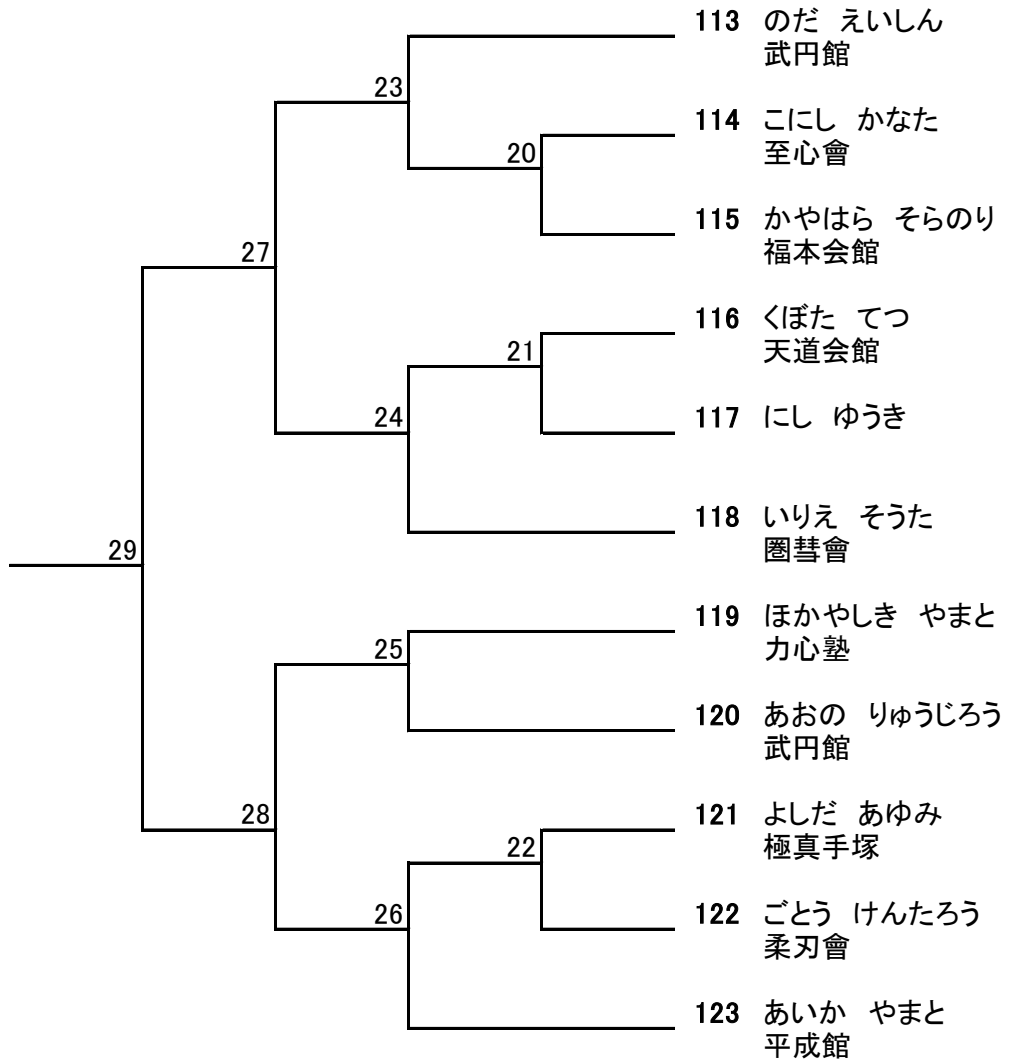 113 のだ えいしん
武円館
23
114 こにし かなた
至心會
20
115 かやはら そらのり
福本会館
27
116 くぼた てつ
天道会館
21
24
117 にし ゆうき
118 いりえ そうた
圏彗會
29
119 ほかやしき やまと
力心塾
25
120 あおの りゅうじろう
武円館
28
121 よしだ あゆみ
極真手塚
22
26
122 ごとう けんたろう
柔刃會
123 あいか やまと
平成館